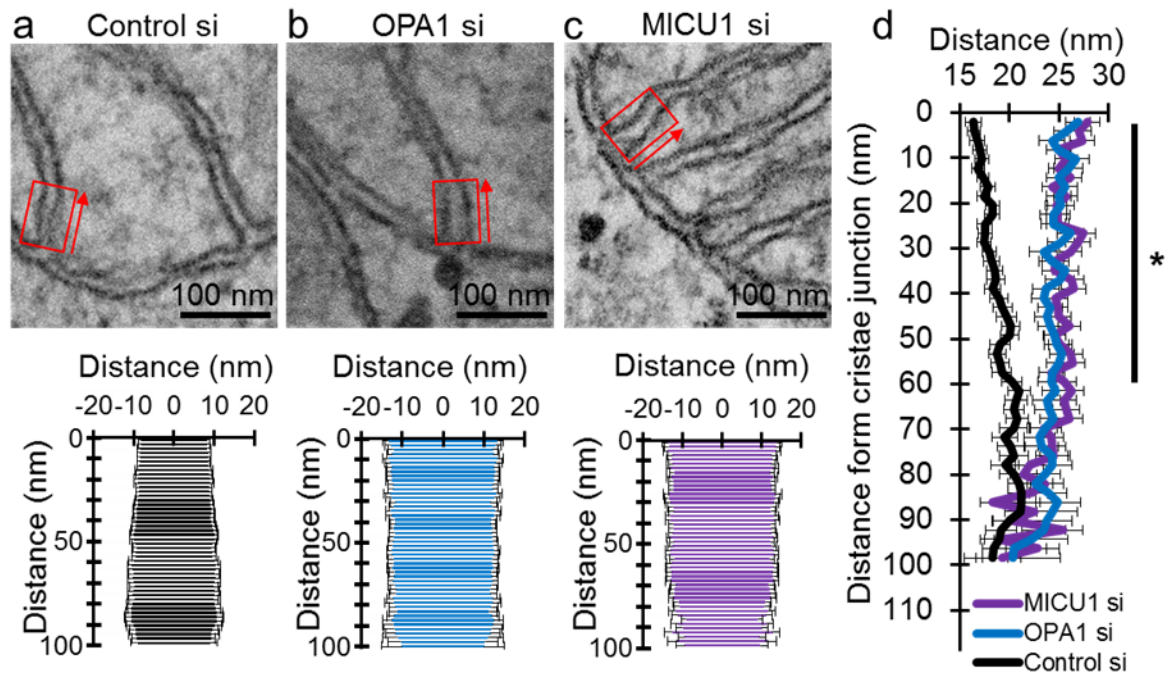 a Control si
b OPA1 si
c MICU1 si
100 nm
100 nm
100 nm
Distance (nm)
-20 -10 0 10 20
0
50
100
Distance (nm)
Distance (nm)
-20 -10 0 10 20
0
50
100
Distance (nm)
Distance (nm)
-20 -10 0 10 20
0
50
100
Distance (nm)
d Distance (nm)
15 20 25 30
0
10
20
30
40
50
60
70
80
90
100
110
Distance form cristae junction (nm)
*
MICU1 si
OPA1 si
Control si